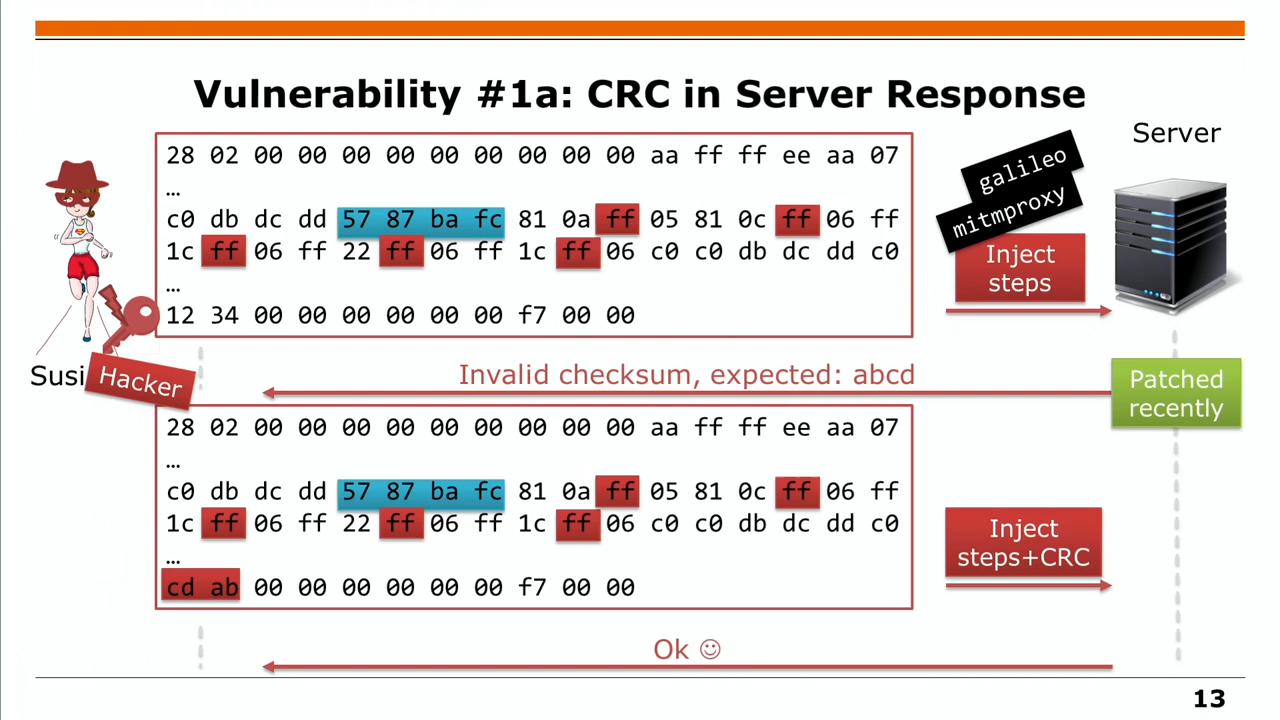 Vulnerability #1a: CRC in Server Response
Server
28 02 00 00 00 00 00 00 00 00 00 aa ff ff ee aa 07
…
c0 db dc dd 57 87 ba fc 81 0a ff 05 81 0c ff 06 ff
1c ff 06 ff 22 ff 06 ff 1c ff 06 c0 c0 db dc dd c0
…
12 34 00 00 00 00 00 00 f7 00 00
galileo
mitmproxy
Inject
steps
Susi
Hacker
Invalid checksum, expected: abcd
Patched
recently
28 02 00 00 00 00 00 00 00 00 00 aa ff ff ee aa 07
…
c0 db dc dd 57 87 ba fc 81 0a ff 05 81 0c ff 06 ff
1c ff 06 ff 22 ff 06 ff 1c ff 06 c0 c0 db dc dd c0
…
cd ab 00 00 00 00 00 00 f7 00 00
Inject
steps+CRC
Ok ☺
13